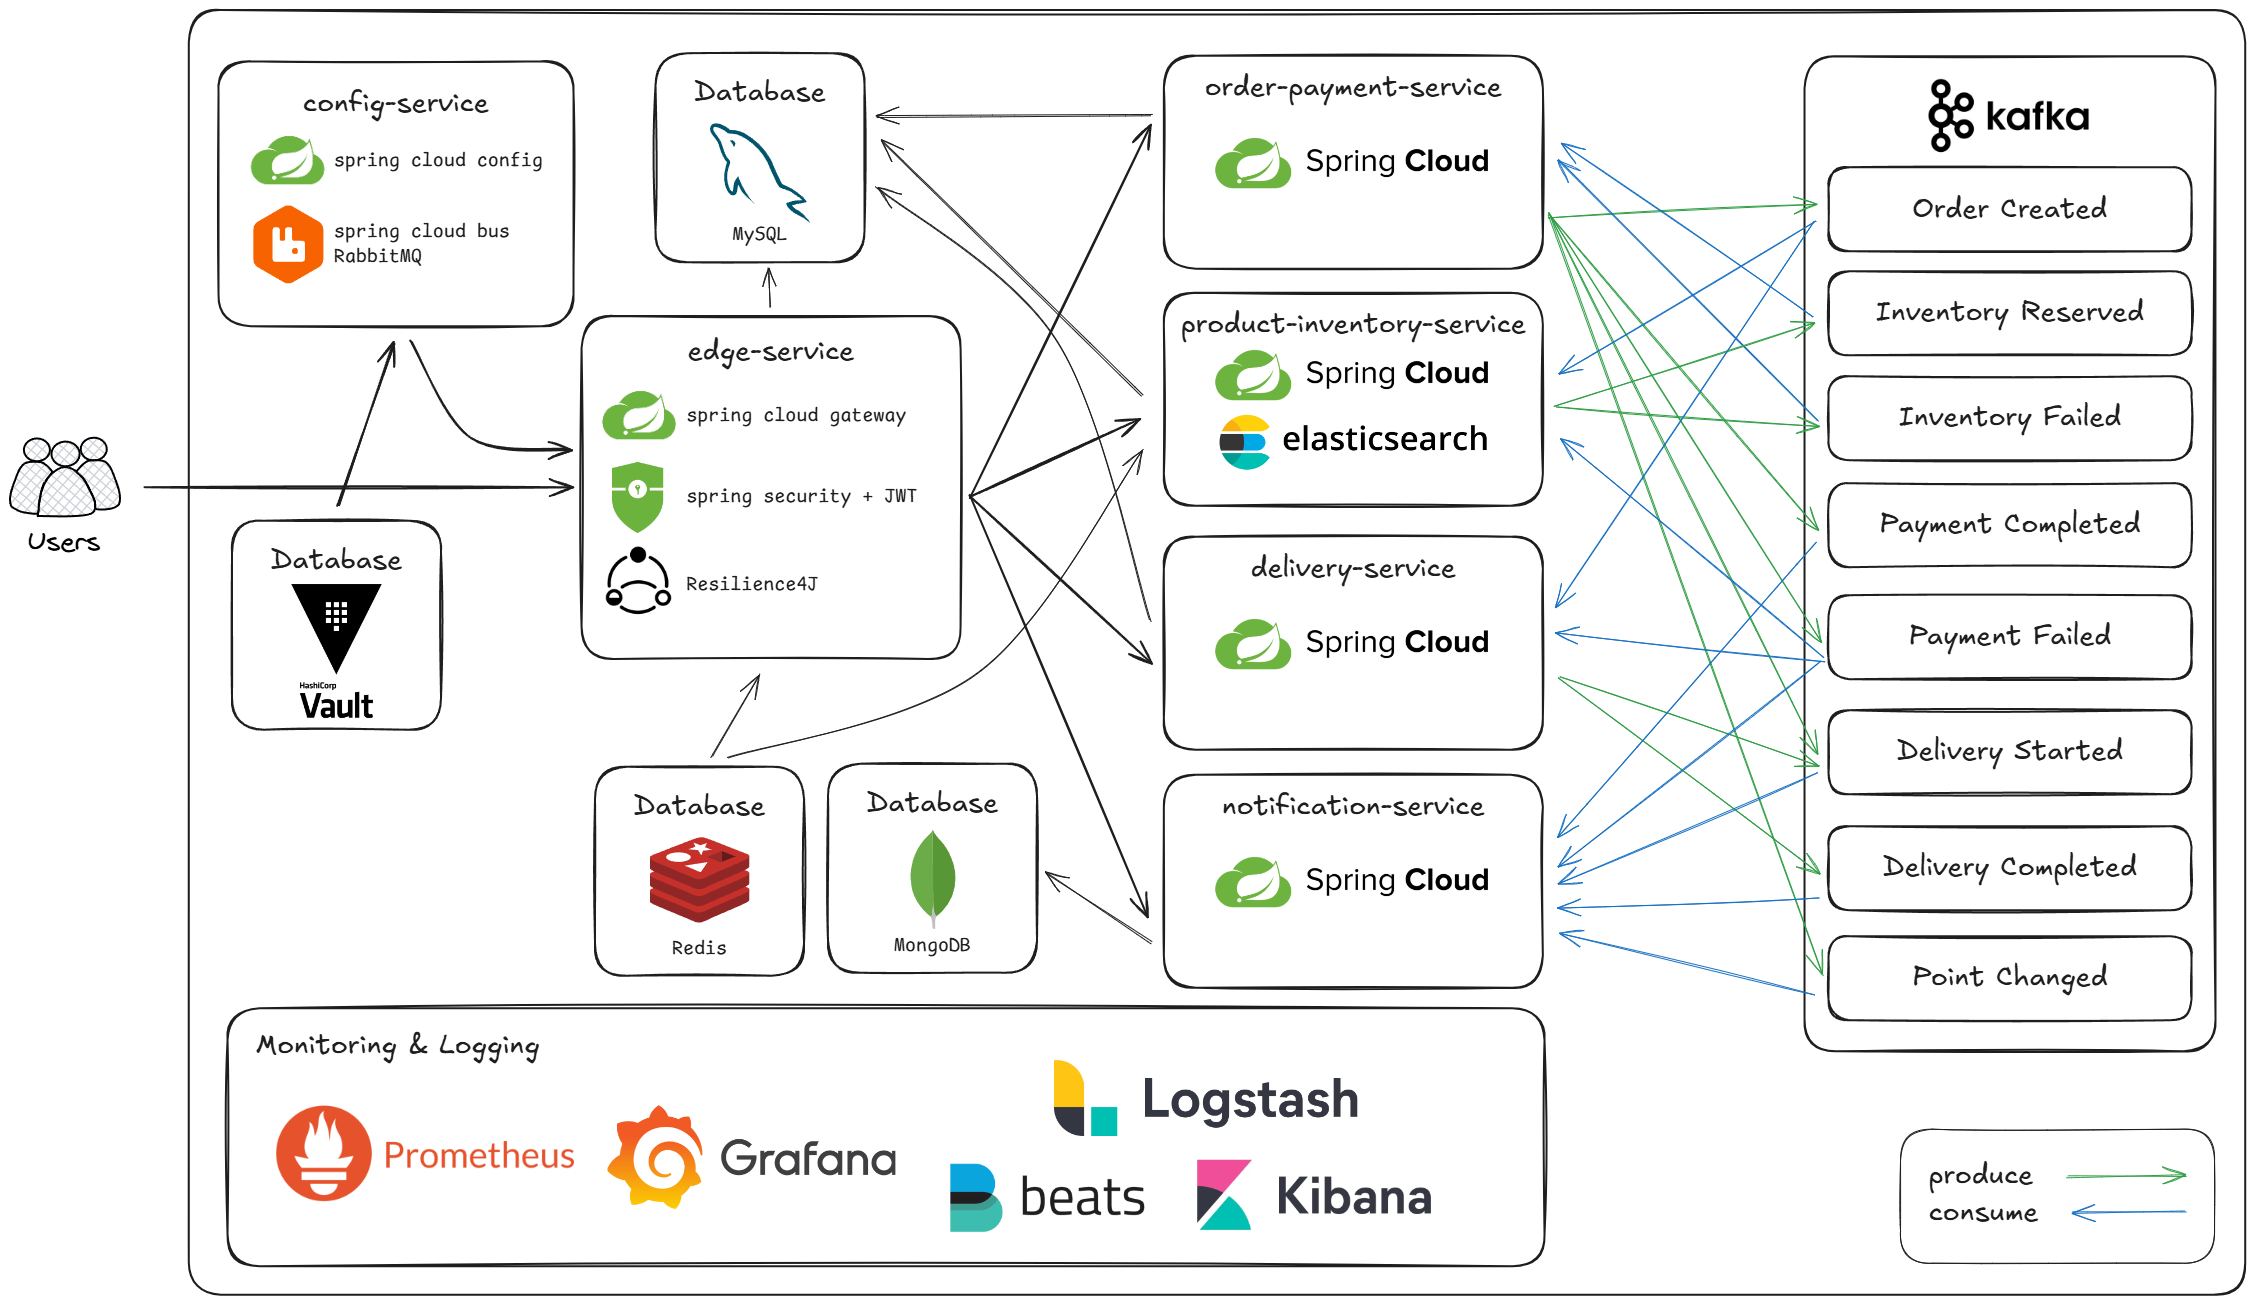 Users
config-service
spring cloud config
spring cloud bus
RabbitMQ
Database
HashiCorp
Vault
Database
MySQL
edge-service
spring cloud gateway
spring security + JWT
Resilience4J
Database
Redis
Database
MongoDB
order-payment-service
Spring Cloud
product-inventory-service
Spring Cloud
elasticsearch
delivery-service
Spring Cloud
notification-service
Spring Cloud
kafka
Order Created
Inventory Reserved
Inventory Failed
Payment Completed
Payment Failed
Delivery Started
Delivery Completed
Point Changed
Monitoring & Logging
Prometheus
Grafana
Logstash
beats
Kibana
produce
consume